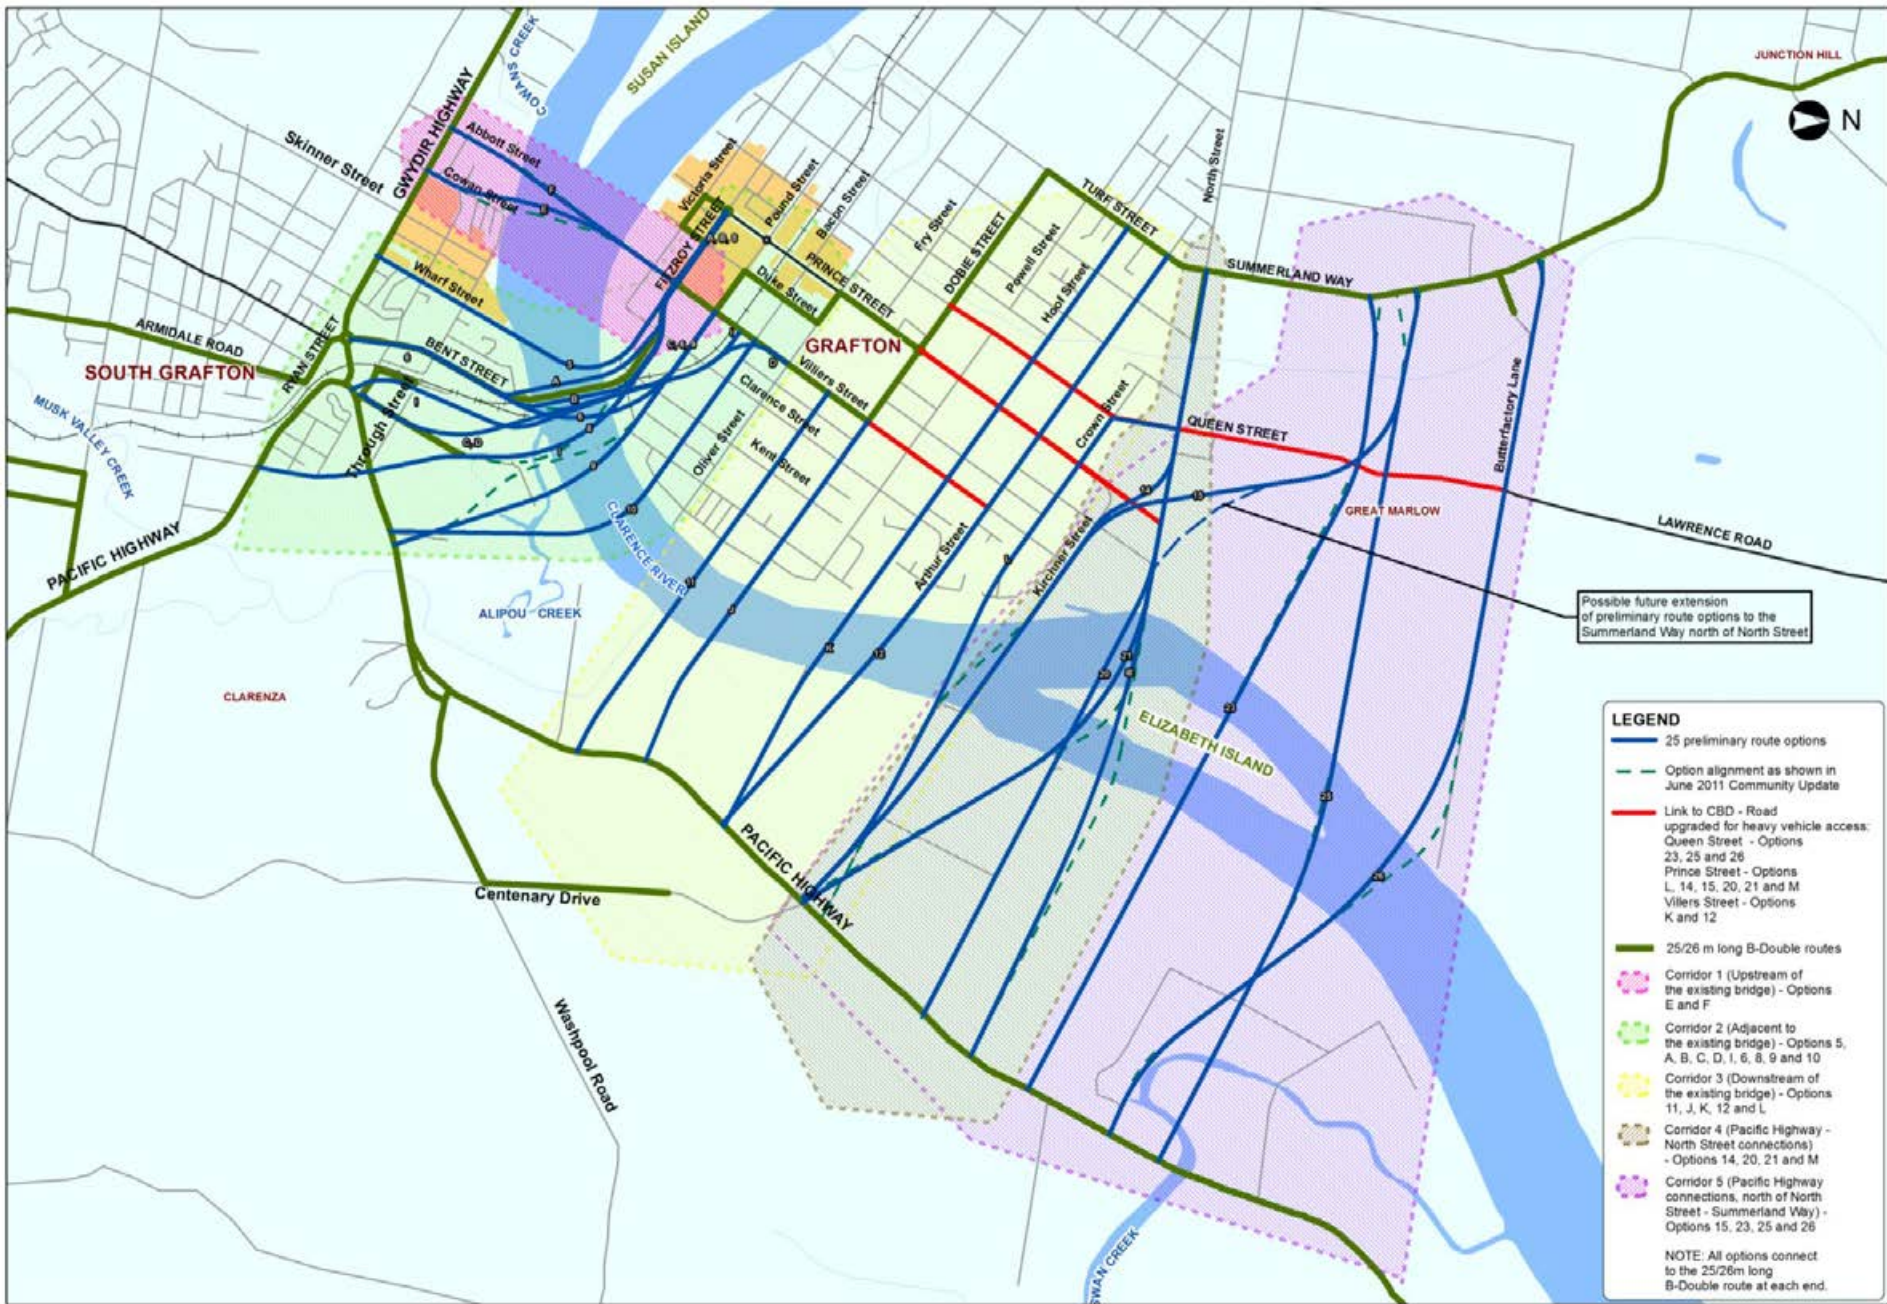 JUNCTION HILL
N
COWANS CREEK
SUSAN ISLAND
GWYDIR HIGHWAY
Skinner Street
Abbott Street
Cowan Street
F
E
Victoria Street
Pound Street
Bacon Street
FITZROY STREET
PRINCE STREET
Duke Street
Fry Street
DOBIE STREET
Powell Street
Hoof Street
TURF STREET
North Street
SUMMERLAND WAY
Wharf Street
ARMIDALE ROAD
RYAN STREET
BENT STREET
SOUTH GRAFTON
GRAFTON
Villiers Street
Clarence Street
Kent Street
Oliver Street
Crown Street
QUEEN STREET
Butterfactory Lane
MUSK VALLEY CREEK
Through Street
5
A
C, D
9
10
CLARENCE RIVER
Arthur Street
Kirchner Street
14
15
GREAT MARLOW
LAWRENCE ROAD
PACIFIC HIGHWAY
ALIPOU CREEK
11
J
K
12
L
20
21
23
25
26
Possible future extension
of preliminary route options to the
Summerland Way north of North Street
CLARENZA
ELIZABETH ISLAND
PACIFIC HIGHWAY
Centenary Drive
Washpool Road
SWAN CREEK
LEGEND
25 preliminary route options
Option alignment as shown in
June 2011 Community Update
Link to CBD - Road
upgraded for heavy vehicle access:
Queen Street - Options
23, 25 and 26
Prince Street - Options
L, 14, 15, 20, 21 and M
Villers Street - Options
K and 12
25/26 m long B-Double routes
Corridor 1 (Upstream of
the existing bridge) - Options
E and F
Corridor 2 (Adjacent to
the existing bridge) - Options 5,
A, B, C, D, I, 6, 8, 9 and 10
Corridor 3 (Downstream of
the existing bridge) - Options
11, J, K, 12 and L
Corridor 4 (Pacific Highway -
North Street connections)
- Options 14, 20, 21 and M
Corridor 5 (Pacific Highway
connections, north of North
Street - Summerland Way) -
Options 15, 23, 25 and 26
NOTE: All options connect
to the 25/26m long
B-Double route at each end.